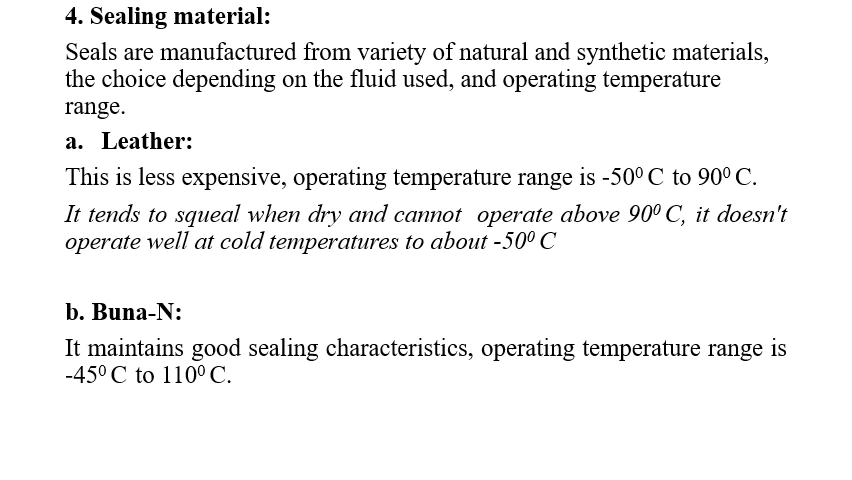 4. Sealing material:
Seals are manufactured from variety of natural and synthetic materials,
the choice depending on the fluid used, and operating temperature
range.
a. Leather:
This is less expensive, operating temperature range is -50⁰ C to 90⁰ C.
It tends to squeal when dry and cannot operate above 90⁰ C, it doesn't
operate well at cold temperatures to about -50⁰ C
b. Buna-N:
It maintains good sealing characteristics, operating temperature range is
-45⁰ C to 110⁰ C.